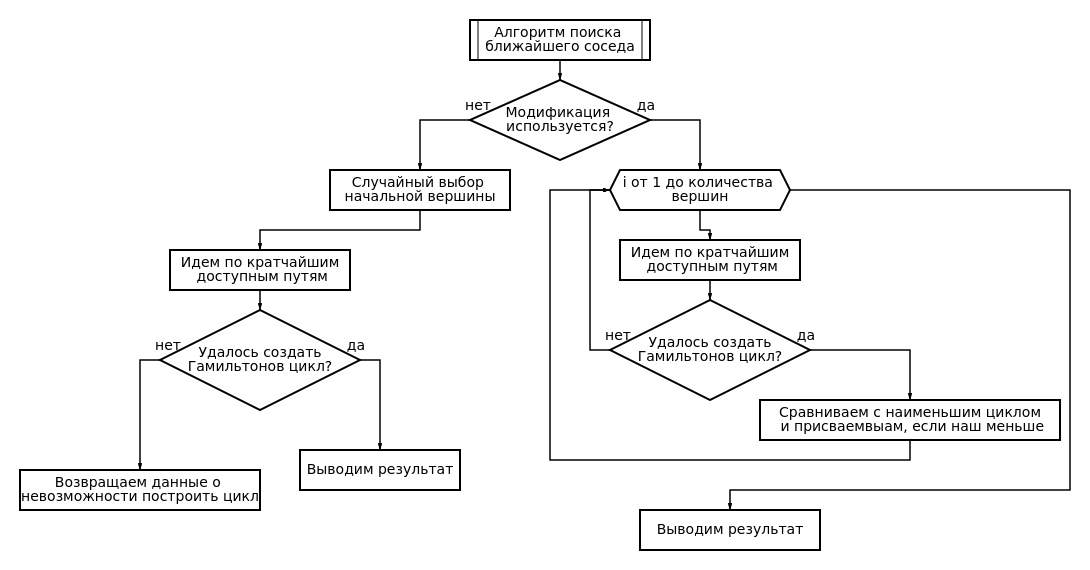 Алгоритм поиска
ближайшего соседа
Модификация
используется?
нет
да
Случайный выбор
начальной вершины
i от 1 до количества
вершин
Идем по кратчайшим
доступным путям
Идем по кратчайшим
доступным путям
Удалось создать
Гамильтонов цикл?
нет
да
Удалось создать
Гамильтонов цикл?
нет
да
Сравниваем с наименьшим циклом
и присваемвыам, если наш меньше
Возвращаем данные о
невозможности построить цикл
Выводим результат
Выводим результат